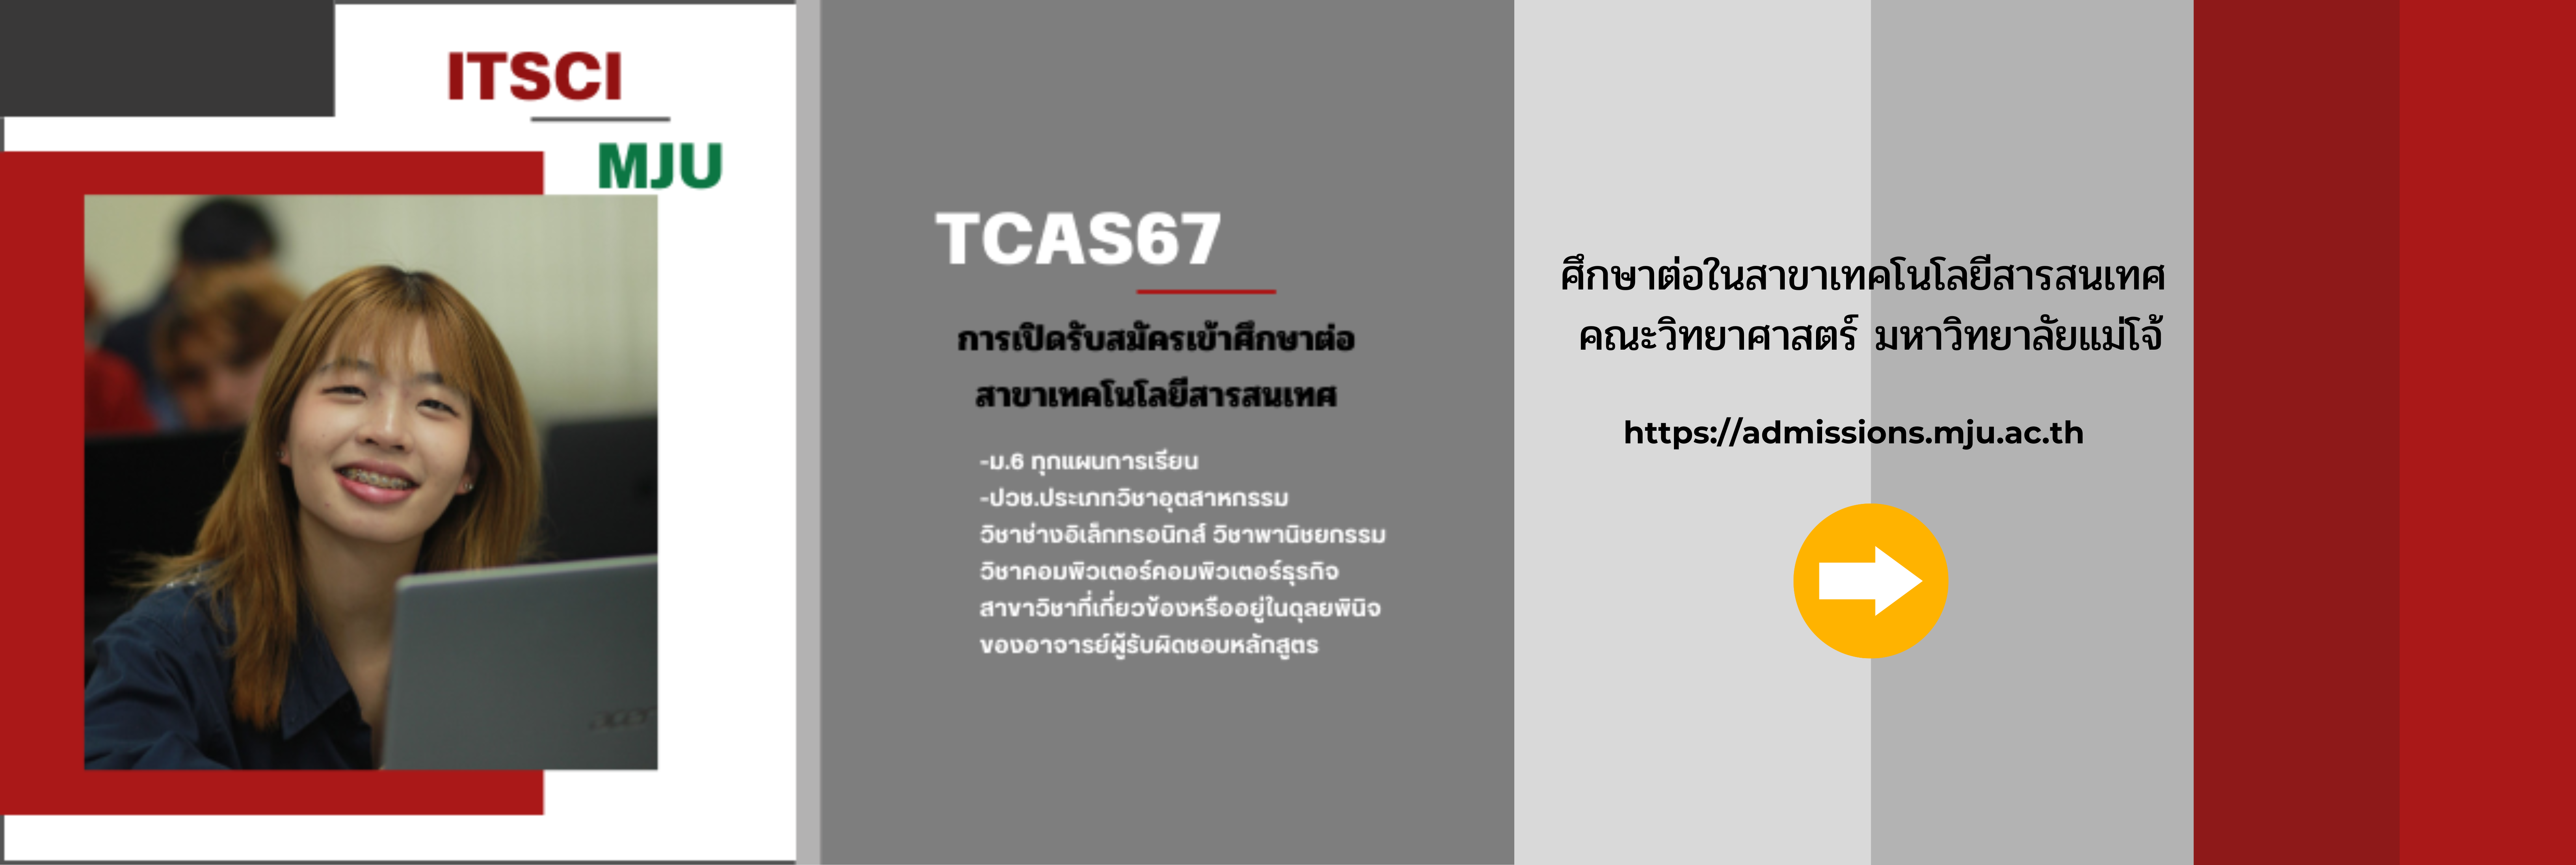 ITSCI
MJU
TCAS67
การเปิดรับสมัครเข้าศึกษาต่อ
สาขาเทคโนโลยีสารสนเทศ
-ม.6 ทุกแผนการเรียน
-ปวช.ประเภทวิชาอุตสาหกรรม
วิชาช่างอิเล็กทรอนิกส์ วิชาพานิชยกรรม
วิชาคอมพิวเตอร์คอมพิวเตอร์ธุรกิจ
สาขาวิชาที่เกี่ยวข้องหรืออยู่ในดุลยพินิจ
ของอาจารย์ผู้รับผิดชอบหลักสูตร
ศึกษาต่อในสาขาเทคโนโลยีสารสนเทศ
คณะวิทยาศาสตร์ มหาวิทยาลัยแม่โจ้
https://admissions.mju.ac.th
acer